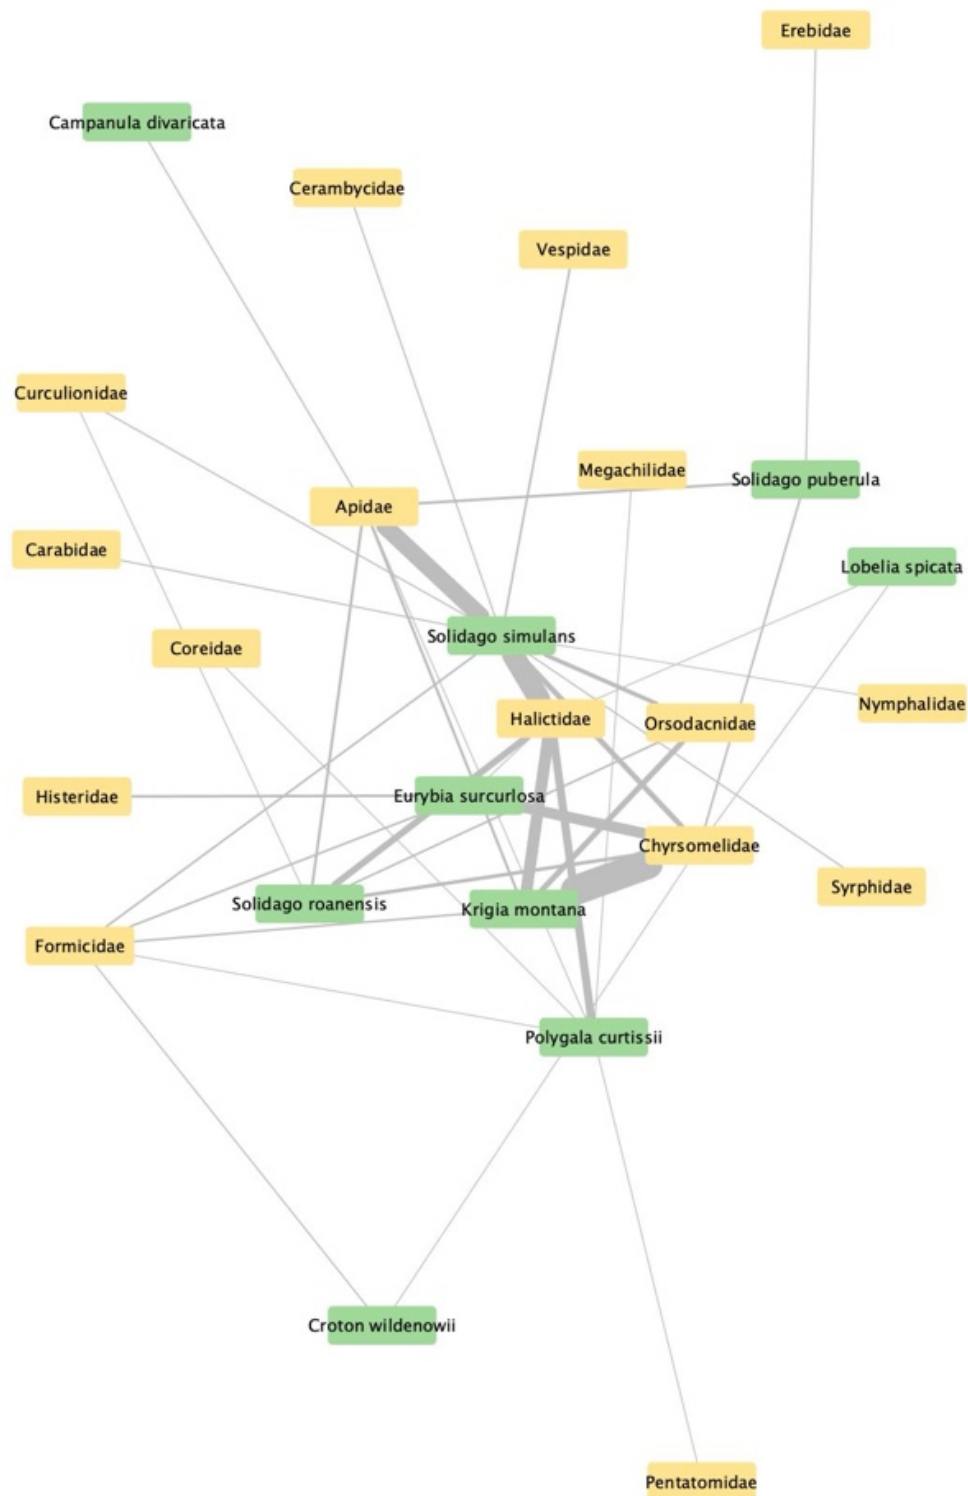 Erebidae
Campanula divaricata
Cerambycidae
Vespidae
Curculionidae
Megachilidae
Solidago puberula
Apidae
Carabidae
Lobelia spicata
Solidago simulans
Coreidae
Nymphalidae
Halictidae
Orsodacnidae
Histeridae
Eurybia surcurlosa
Chyrsomelidae
Syrphidae
Solidago roanensis
Krigia montana
Formicidae
Polygala curtissii
Croton wildenowii
Pentatomidae